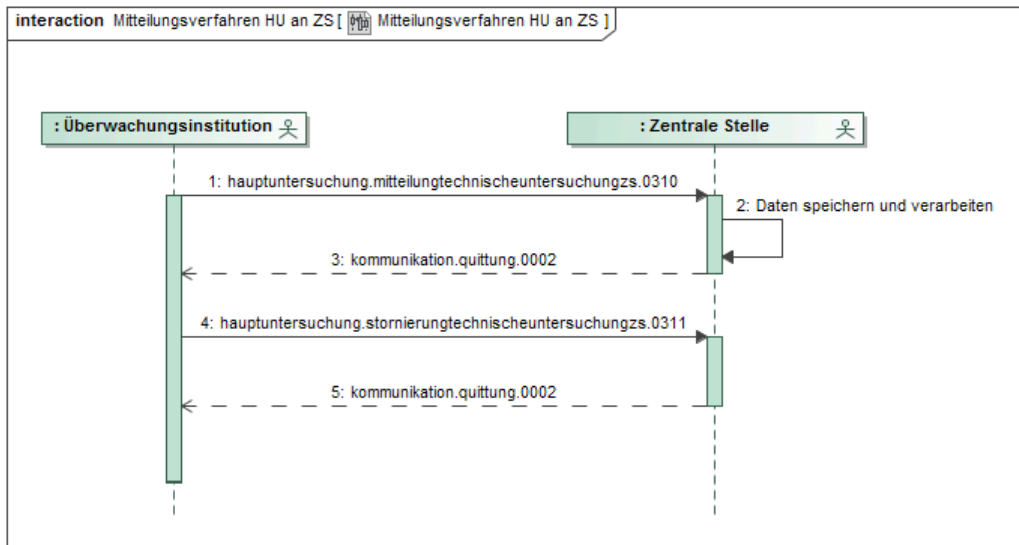 interaction Mitteilungsverfahren HU an ZS [ Mitteilungsverfahren HU an ZS ]
: Überwachungsinstitution
: Zentrale Stelle
1: hauptuntersuchung.mitteilungtechnischeuntersuchungzs.0310
2: Daten speichern und verarbeiten
3: kommunikation.quittung.0002
4: hauptuntersuchung.stornierungtechnischeuntersuchungzs.0311
5: kommunikation.quittung.0002